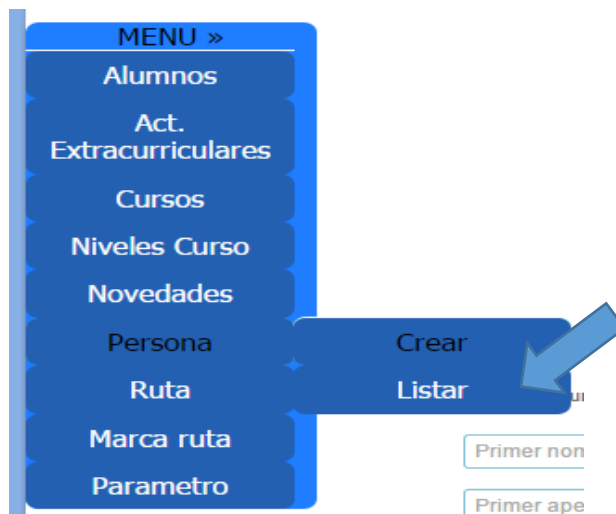 MENU »
Alumnos
Act.
Extracurriculares
Cursos
Niveles Curso
Novedades
Persona
Crear
Ruta
Listar
Marca ruta
Primer nom
Parametro
Primer ape